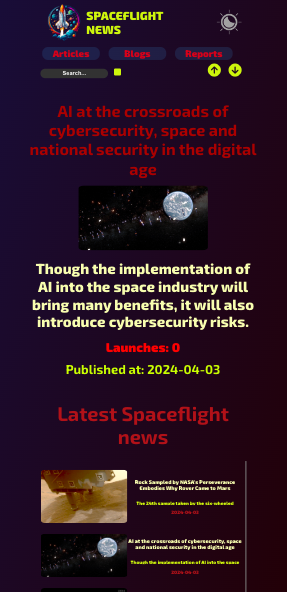 SPACEFLIGHT
NEWS
Articles
Blogs
Reports
Search...
AI at the crossroads of
cybersecurity, space and
national security in the digital
age
Though the implementation of
AI into the space industry will
bring many benefits, it will also
introduce cybersecurity risks.
Launches: 0
Published at: 2024-04-03
Latest Spaceflight
news
Rock Sampled by NASA's Perseverance
Embodies Why Rover Came to Mars
The 24th sample taken by the six-wheeled
2024-04-03
AI at the crossroads of cybersecurity, space
and national security in the digital age
Though the implementation of AI into the space
2024-04-03